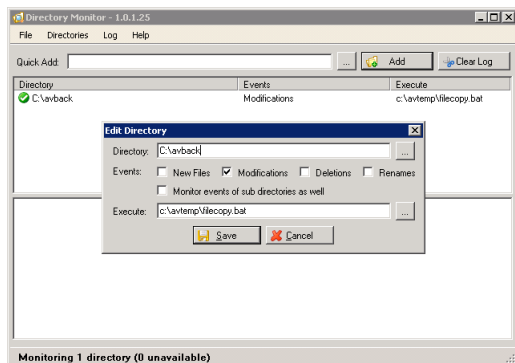 Directory Monitor - 1.0.1.25
File Directories Log Help
Quick Add: ... Add Clear Log
Directory Events Execute
C:\avback Modifications c:\avtemp\filecopy.bat
Edit Directory
Directory: C:\avback ...
Events: New Files Modifications Deletions Renames
Monitor events of sub directories as well
Execute: c:\avtemp\filecopy.bat ...
Save Cancel
Monitoring 1 directory (0 unavailable)